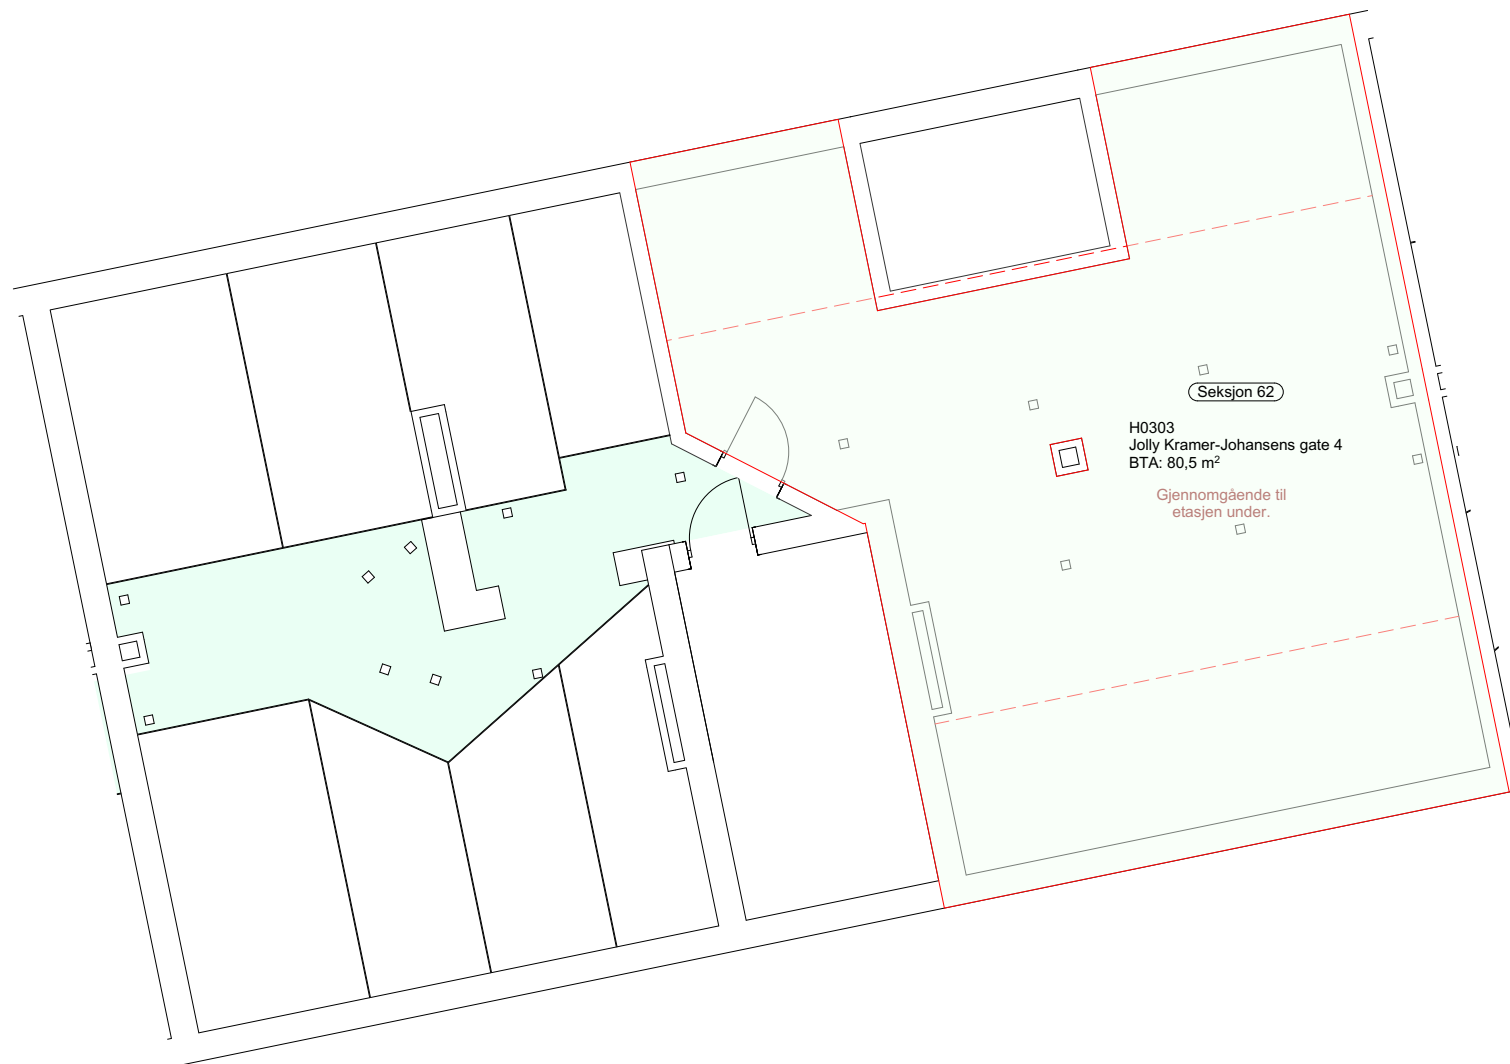 Seksjon 62
H0303
Jolly Kramer-Johansens gate 4
BTA: 80,5 m²
Gjennomgående til
etasjen under.